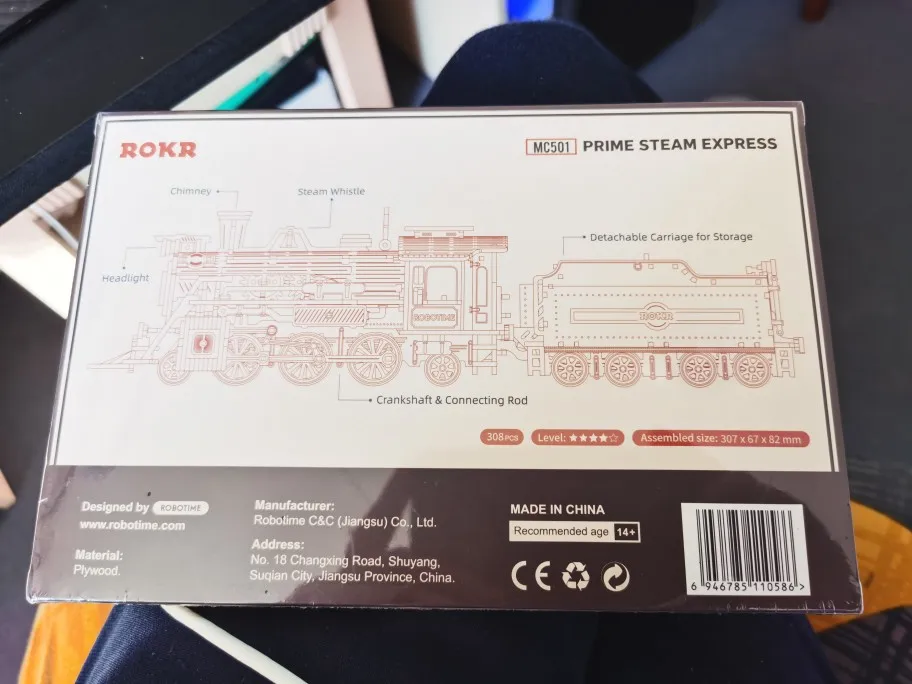 ROKR
MC501 PRIME STEAM EXPRESS
Chimney
Steam Whistle
Detachable Carriage for Storage
Headlight
ROBOTIME
ROKR
Crankshaft & Connecting Rod
308PCS
Level: ★★★★☆
Assembled size: 307 x 67 x 82 mm
Designed by ROBOTIME
www.robotime.com
Material:
Plywood.
Manufacturer:
Robotime C&C (Jiangsu) Co., Ltd.
Address:
No. 18 Changxing Road, Shuyang,
Suqian City, Jiangsu Province, China.
MADE IN CHINA
Recommended age 14+
CE
6 946785 110586 >